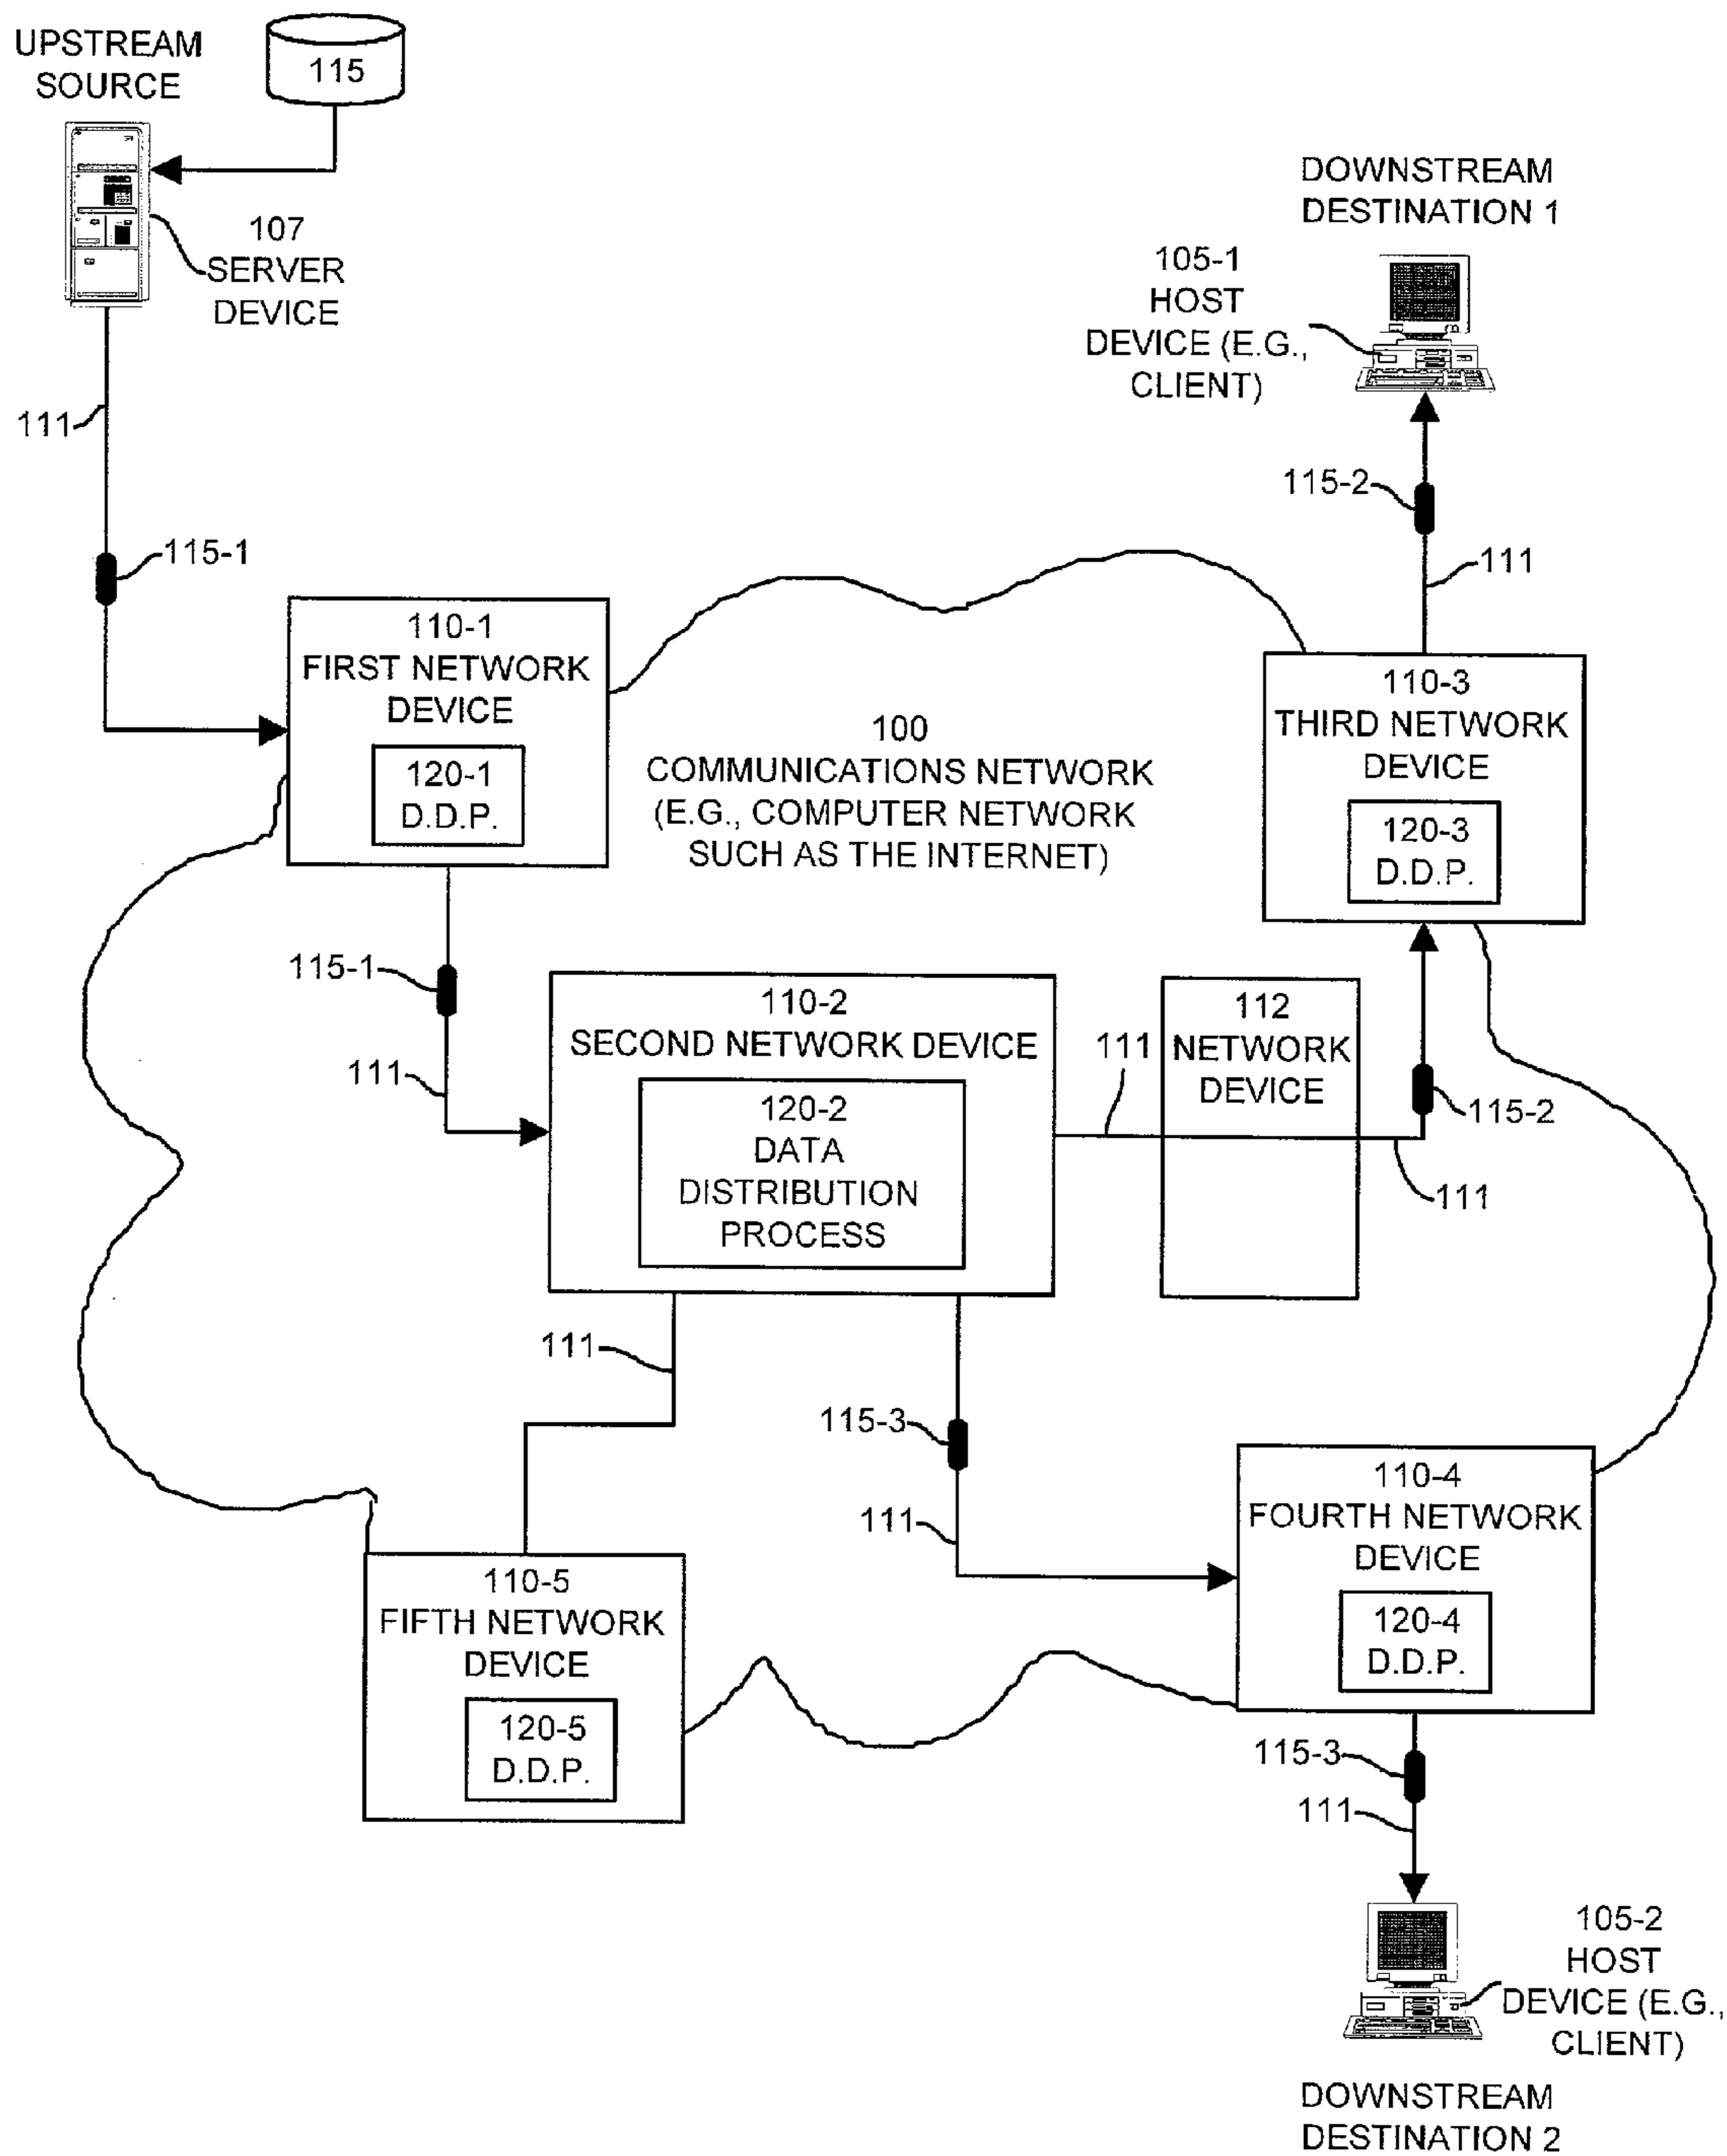 UPSTREAM
SOURCE
115
107
SERVER
DEVICE
DOWNSTREAM
DESTINATION 1
105-1
HOST
DEVICE (E.G.,
CLIENT)
111
115-2
115-1
111
110-1
FIRST NETWORK
DEVICE
120-1
D.D.P.
100
COMMUNICATIONS NETWORK
(E.G., COMPUTER NETWORK
SUCH AS THE INTERNET)
110-3
THIRD NETWORK
DEVICE
120-3
D.D.P.
115-1
111
110-2
SECOND NETWORK DEVICE
120-2
DATA
DISTRIBUTION
PROCESS
111
112
NETWORK
DEVICE
115-2
111
111
115-3
111
110-4
FOURTH NETWORK
DEVICE
120-4
D.D.P.
110-5
FIFTH NETWORK
DEVICE
120-5
D.D.P.
115-3
111
105-2
HOST
DEVICE (E.G.,
CLIENT)
DOWNSTREAM
DESTINATION 2